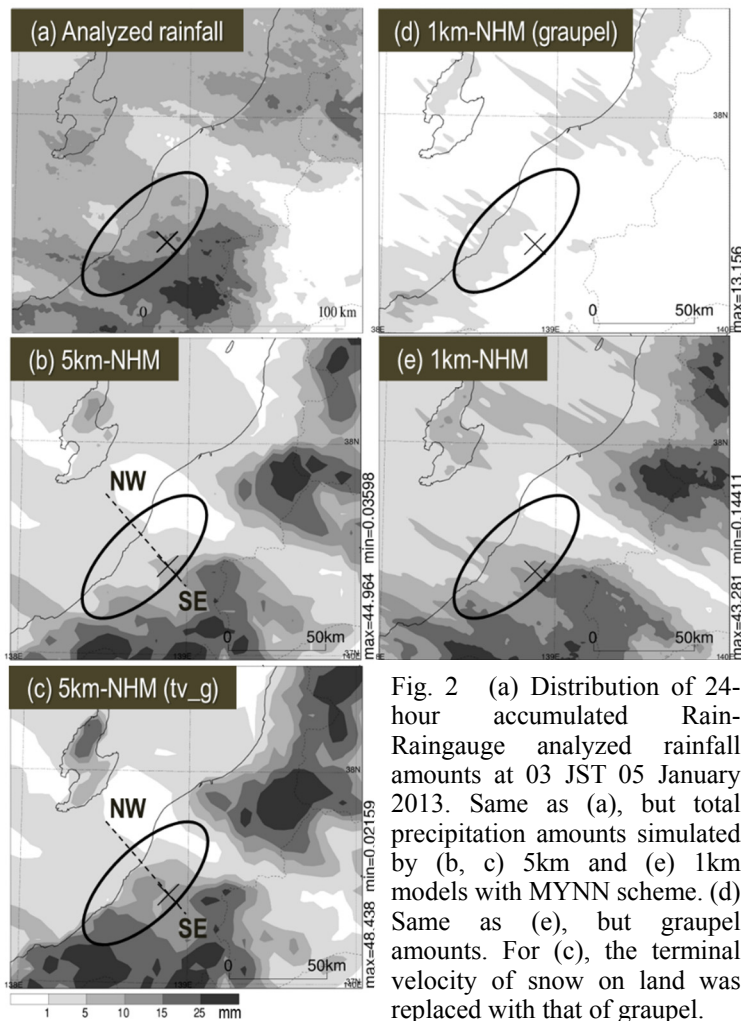 (a) Analyzed rainfall
0
100 km
(d) 1km-NHM (graupel)
38N
38E
139E
140E
50km
0
max=13.156
(b) 5km-NHM
38N
NW
SE
0
50km
138E
139E
140E
37N
max=44.964 min=0.03598
(e) 1km-NHM
38N
0
50km
139E
140E
max=43.281 min=0.14411
(c) 5km-NHM (tv_g)
38N
NW
SE
0
50km
138E
139E
140E
37N
max=48.438 min=0.02159
1 5 10 15 25 mm
Fig. 2 (a) Distribution of 24-
hour accumulated Rain-
Raingauge analyzed rainfall
amounts at 03 JST 05 January
2013. Same as (a), but total
precipitation amounts simulated
by (b, c) 5km and (e) 1km
models with MYNN scheme. (d)
Same as (e), but graupel
amounts. For (c), the terminal
velocity of snow on land was
replaced with that of graupel.